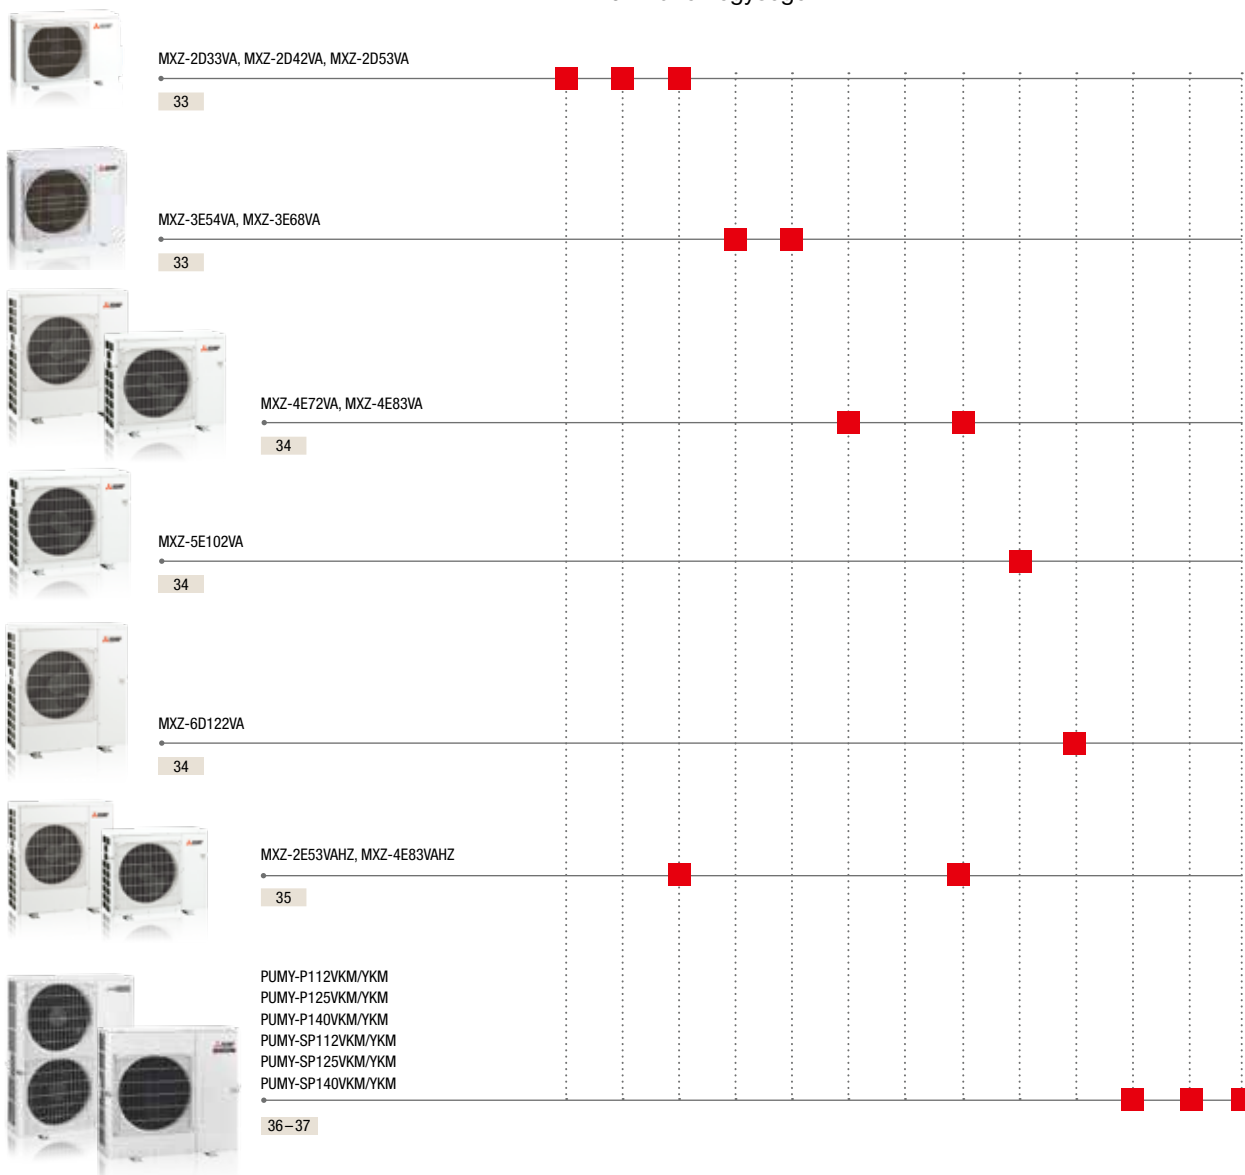 MXZ-2D33VA, MXZ-2D42VA, MXZ-2D53VA
33
MXZ-3E54VA, MXZ-3E68VA
33
MXZ-4E72VA, MXZ-4E83VA
34
MXZ-5E102VA
34
MXZ-6D122VA
34
MXZ-2E53VAHZ, MXZ-4E83VAHZ
35
PUMY-P112VKM/YKM
PUMY-P125VKM/YKM
PUMY-P140VKM/YKM
PUMY-SP112VKM/YKM
PUMY-SP125VKM/YKM
PUMY-SP140VKM/YKM
36–37